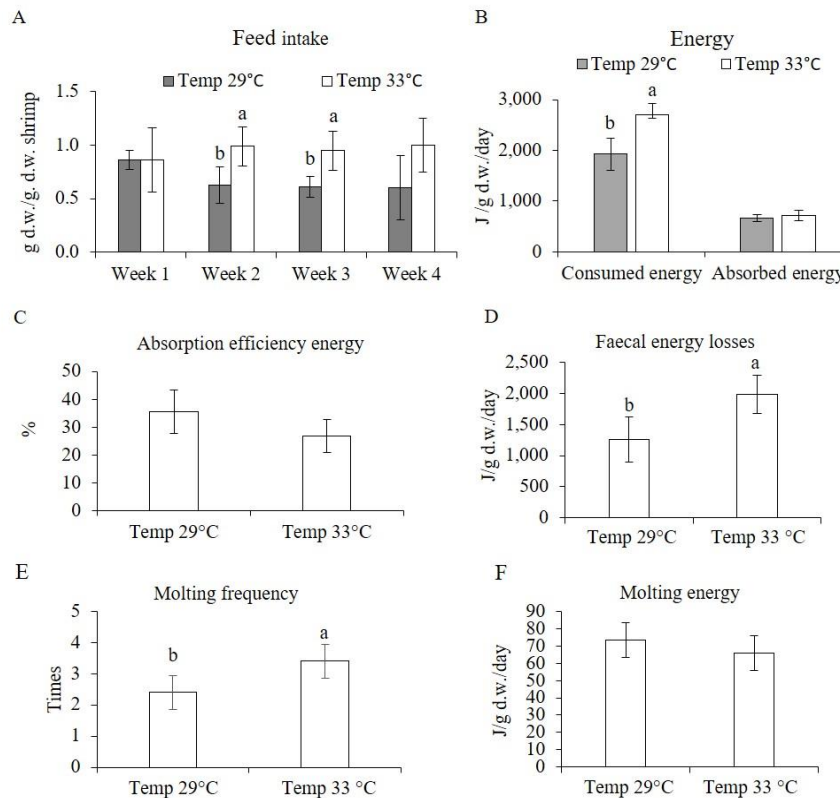 A
Feed intake
Temp 29°C Temp 33°C
1.5
1.0
0.5
0.0
g d.w./g. d.w. shrimp
b a b a
Week 1 Week 2 Week 3 Week 4
B
Energy
Temp 29°C Temp 33°C
3,000
2,000
1,000
0
J /g d.w./day
b a
Consumed energy Absorbed energy
C
Absorption efficiency energy
50
40
30
20
10
0
%
Temp 29°C Temp 33°C
D
Faecal energy losses
2,500
2,000
1,500
1,000
500
0
J/g d.w./day
b a
Temp 29°C Temp 33 °C
E
Molting frequency
5
4
3
2
1
0
Times
b a
Temp 29°C Temp 33 °C
F
Molting energy
90
80
70
60
50
40
30
20
10
0
J/g d.w./day
Temp 29°C Temp 33°C